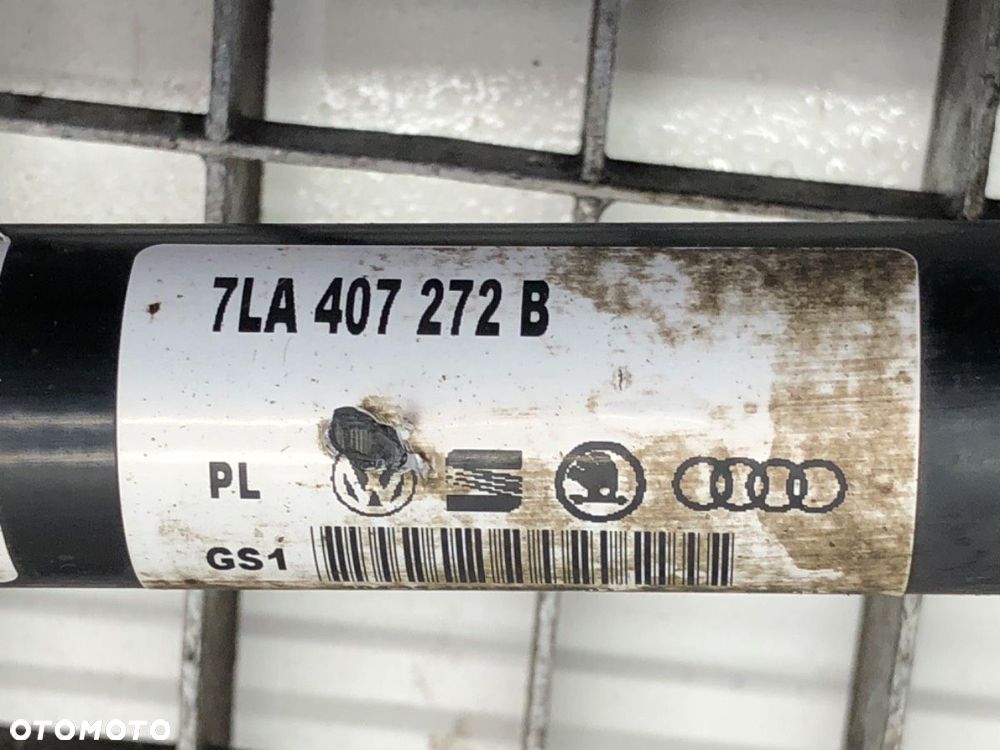 7LA 407 272 B
PL
GS1
OTOMOTO